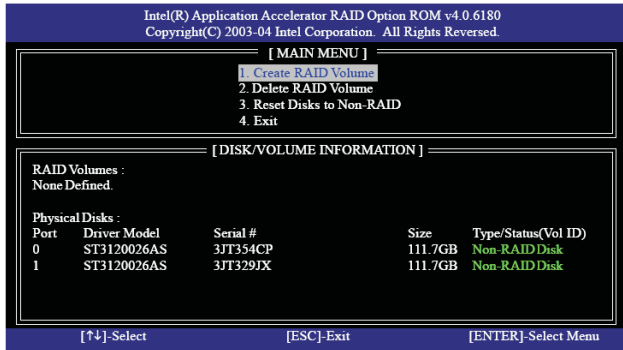 Intel(R) Application Accelerator RAID Option ROM v4.0.6180
Copyright(C) 2003-04 Intel Corporation. All Rights Reversed.
[ MAIN MENU ]
1. Create RAID Volume
2. Delete RAID Volume
3. Reset Disks to Non-RAID
4. Exit
[ DISK/VOLUME INFORMATION ]
RAID Volumes :
None Defined.
Physical Disks :
Port Driver Model Serial # Size Type/Status(Vol ID)
0 ST3120026AS 3JT354CP 111.7GB Non-RAID Disk
1 ST3120026AS 3JT329JX 111.7GB Non-RAID Disk
[↑↓]-Select [ESC]-Exit [ENTER]-Select Menu